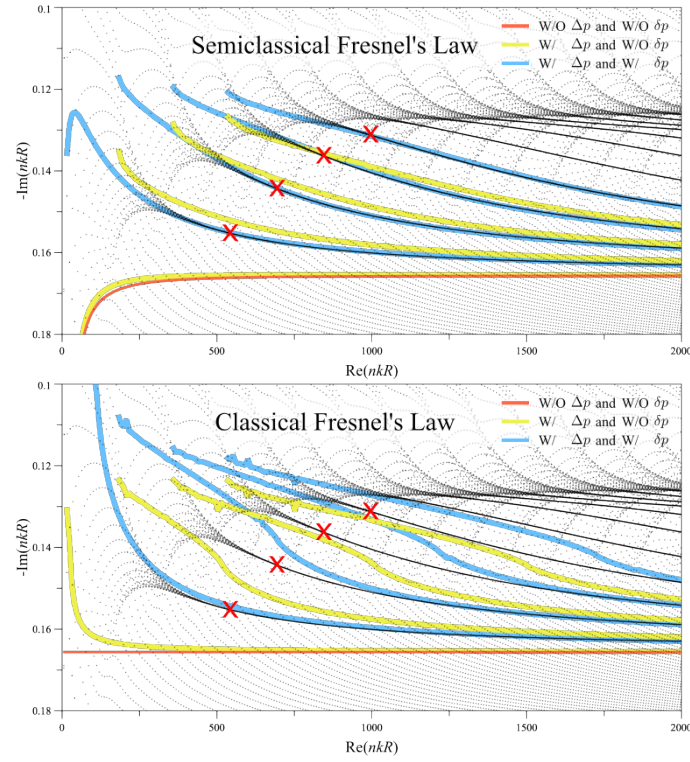 0.1
Semiclassical Fresnel's Law
W/O Δp and W/O δp
W/ Δp and W/O δp
W/ Δp and W/ δp
0.12
0.14
0.16
0.18
-Im(nkR)
0 500 1000 1500 2000
Re(nkR)
0.1
Classical Fresnel's Law
W/O Δp and W/O δp
W/ Δp and W/O δp
W/ Δp and W/ δp
0.12
0.14
0.16
0.18
-Im(nkR)
0 500 1000 1500 2000
Re(nkR)